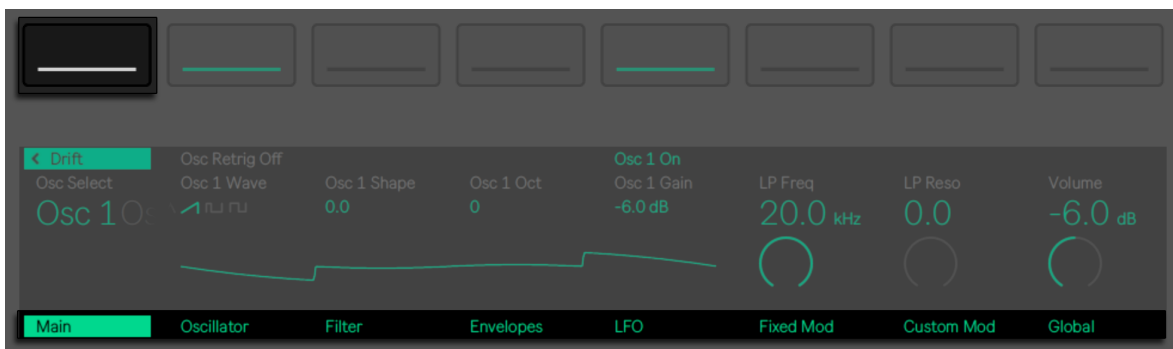 < Drift Osc Retrig Off Osc 1 On
Osc Select Osc 1 Wave Osc 1 Shape Osc 1 Oct Osc 1 Gain LP Freq LP Reso Volume
Osc 1 0.0 0 -6.0 dB 20.0 kHz 0.0 -6.0 dB
Main Oscillator Filter Envelopes LFO Fixed Mod Custom Mod Global